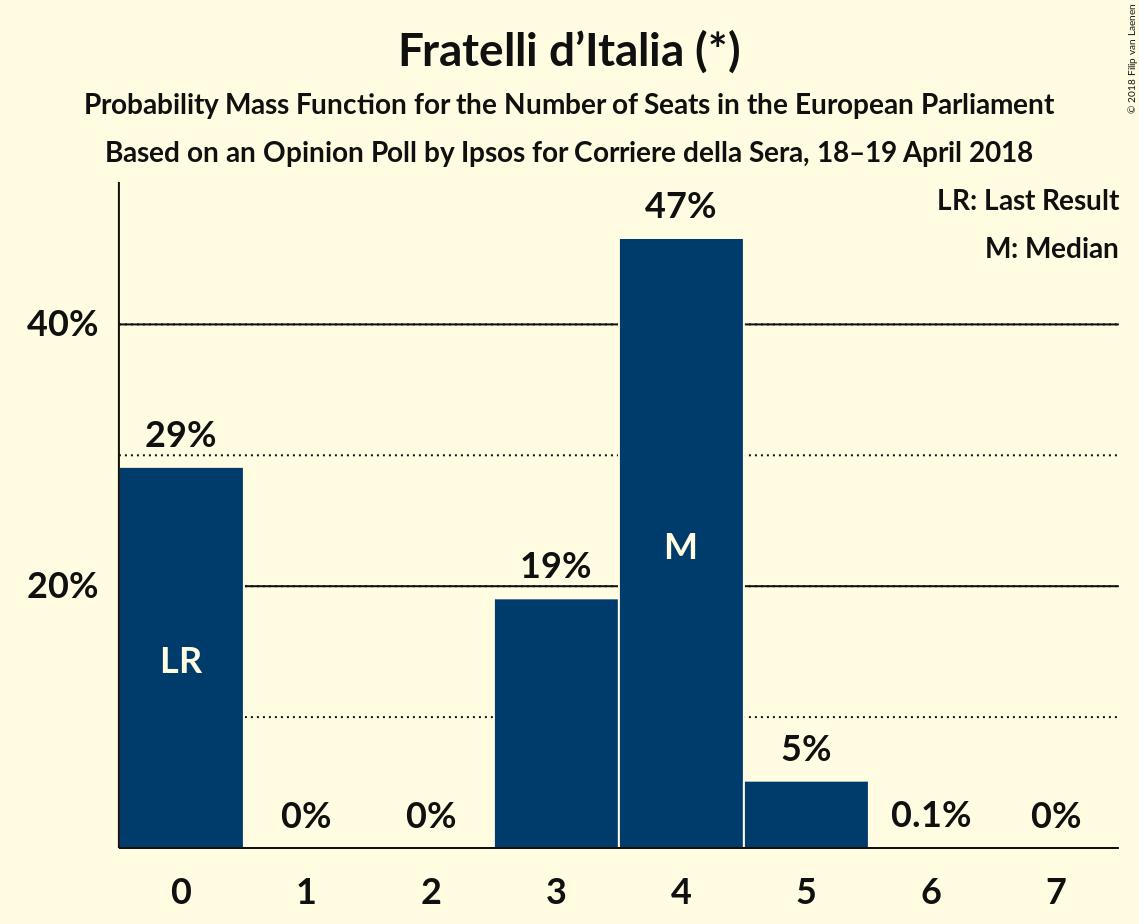 Fratelli d’Italia (*)
Probability Mass Function for the Number of Seats in the European Parliament
Based on an Opinion Poll by Ipsos for Corriere della Sera, 18–19 April 2018
© 2018 Filip van Laenen
LR: Last Result
M: Median
40%
20%
29%
0%
0%
19%
47%
5%
0.1%
0%
LR
M
0 1 2 3 4 5 6 7